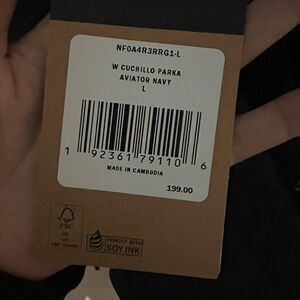 NF0A4R3RRG1-L
W CUCHILLO PARKA
AVIATOR NAVY
L
1 92361 79110 6
MADE IN CAMBODIA
199.00
FSC
PRINTED WITH
SOY INK